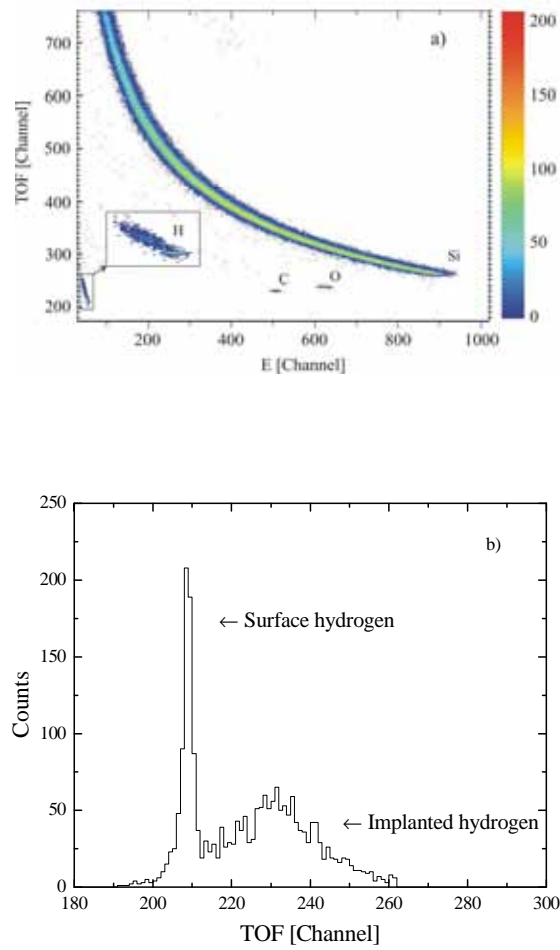 a)
700
600
500
400
300
200
TOF [Channel]
H
C
O
Si
200
400
600
800
1000
E [Channel]
200
150
100
50
0
b)
250
200
150
100
50
0
Counts
← Surface hydrogen
← Implanted hydrogen
180
200
220
240
260
280
300
TOF [Channel]